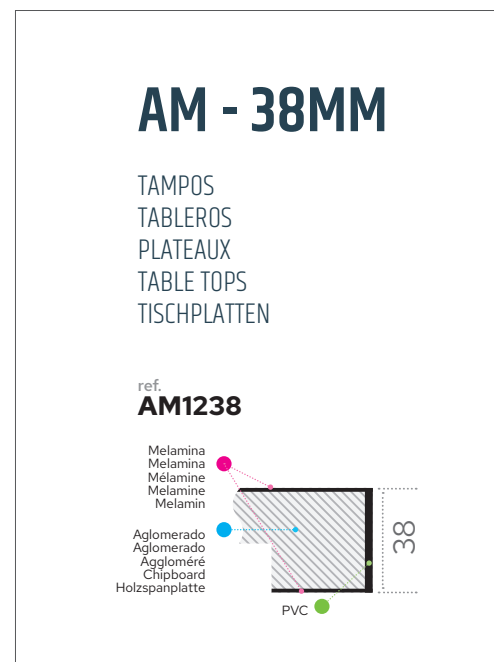 AM - 38MM
TAMPOS
TABLEROS
PLATEAUX
TABLE TOPS
TISCHPLATTEN
ref.
AM1238
Melamina
Melamina
Mélamine
Melamine
Melamin
Aglomerado
Aglomerado
Aggloméré
Chipboard
Holzspanplatte
38
PVC